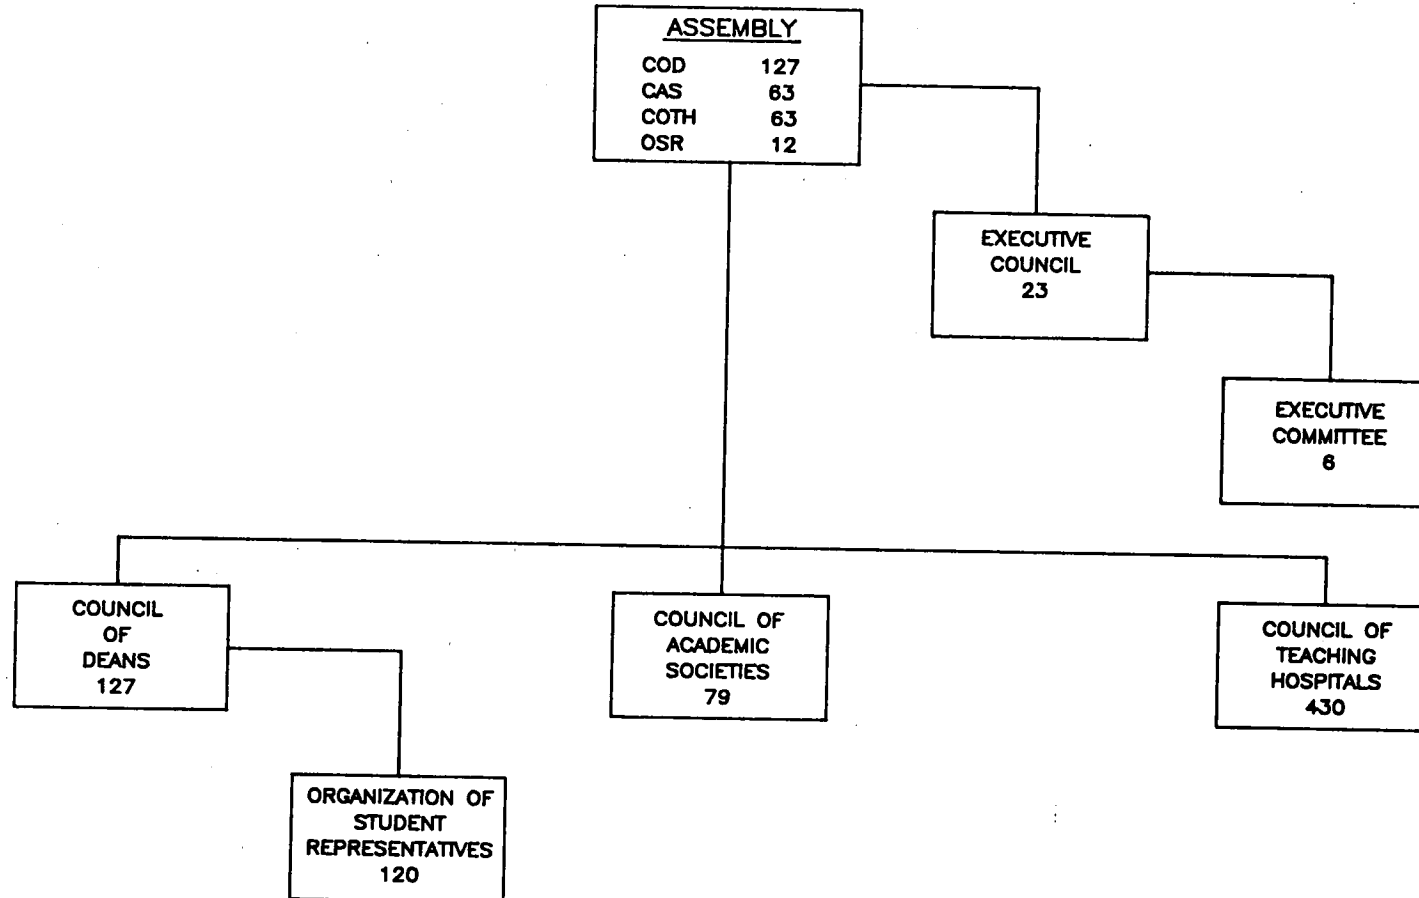 ASSEMBLY
COD 127
CAS 63
COTH 63
OSR 12
EXECUTIVE
COUNCIL
23
EXECUTIVE
COMMITTEE
6
COUNCIL
OF
DEANS
127
COUNCIL OF
ACADEMIC
SOCIETIES
79
COUNCIL OF
TEACHING
HOSPITALS
430
ORGANIZATION OF
STUDENT
REPRESENTATIVES
120